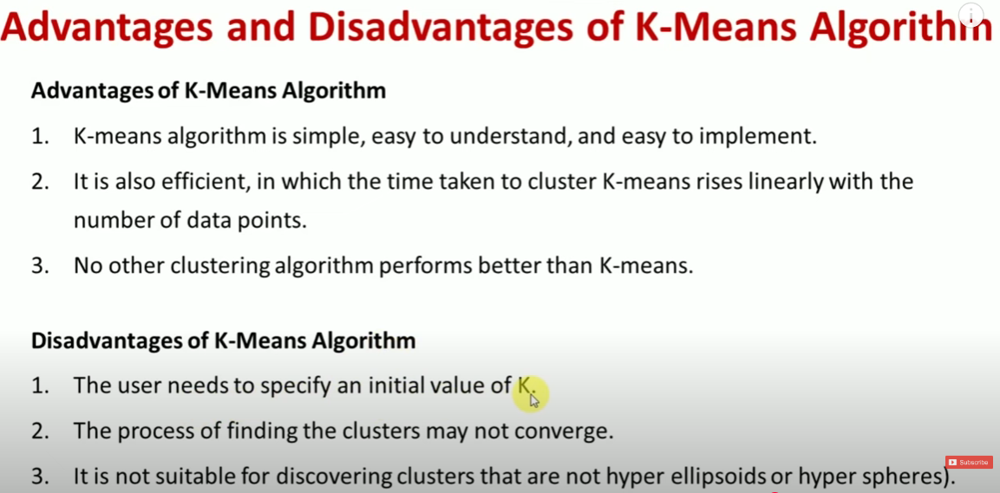 Advantages and Disadvantages of K-Means Algorithm
Advantages of K-Means Algorithm
1. K-means algorithm is simple, easy to understand, and easy to implement.
2. It is also efficient, in which the time taken to cluster K-means rises linearly with the
number of data points.
3. No other clustering algorithm performs better than K-means.
Disadvantages of K-Means Algorithm
1. The user needs to specify an initial value of K.
2. The process of finding the clusters may not converge.
3. It is not suitable for discovering clusters that are not hyper ellipsoids or hyper spheres).
Subscribe